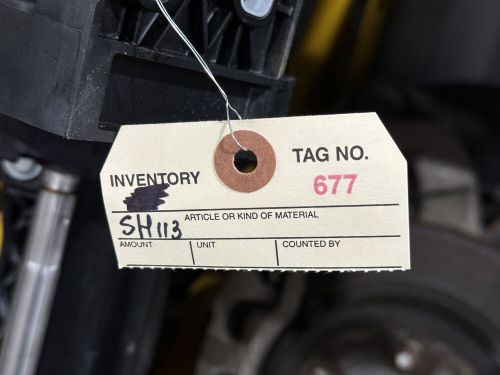 INVENTORY
TAG NO.
677
SH113
ARTICLE OR KIND OF MATERIAL
AMOUNT UNIT COUNTED BY